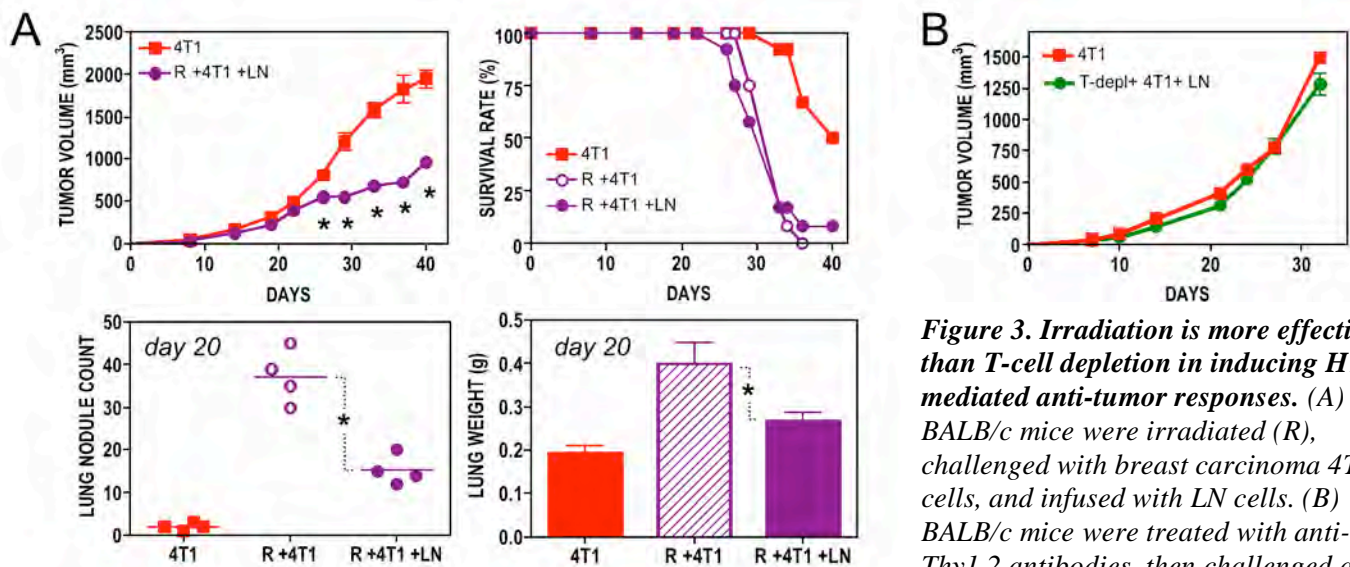 A
TUMOR VOLUME (mm³)
2500
2000
1500
1000
500
0
4T1
R +4T1 +LN
* * * * *
0 10 20 30 40
DAYS
SURVIVAL RATE (%)
100
75
50
25
0
4T1
R +4T1
R +4T1 +LN
0 10 20 30 40
DAYS
LUNG NODULE COUNT
50
40
30
20
10
0
day 20
*
4T1 R +4T1 R +4T1 +LN
LUNG WEIGHT (g)
0.5
0.4
0.3
0.2
0.1
0.0
day 20
*
4T1 R +4T1 R +4T1 +LN
B
TUMOR VOLUME (mm³)
1500
1250
1000
750
500
250
0
4T1
T-depl+ 4T1+ LN
0 10 20 30
DAYS
Figure 3. Irradiation is more effecti
than T-cell depletion in inducing H
mediated anti-tumor responses. (A)
BALB/c mice were irradiated (R),
challenged with breast carcinoma 4T
cells, and infused with LN cells. (B)
BALB/c mice were treated with anti-
Thy1.2 antibodies, then challenged a